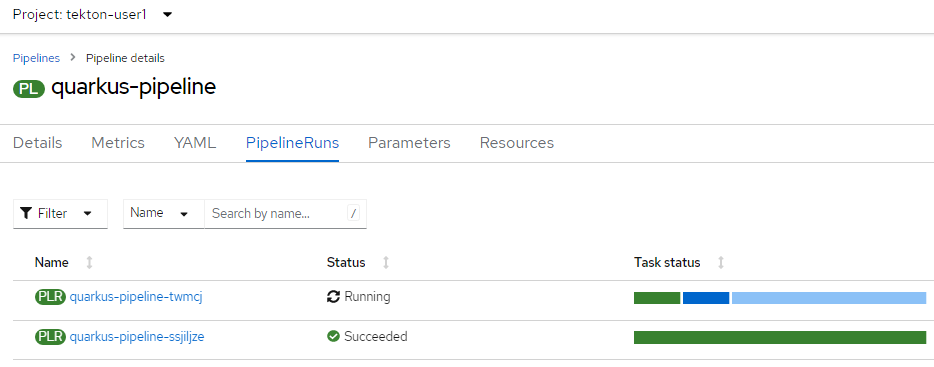 Project: tekton-user1
Pipelines > Pipeline details
PL quarkus-pipeline
Details Metrics YAML PipelineRuns Parameters Resources
Filter Name Search by name... /
Name Status Task status
PLR quarkus-pipeline-twmcj Running
PLR quarkus-pipeline-ssjiljze Succeeded